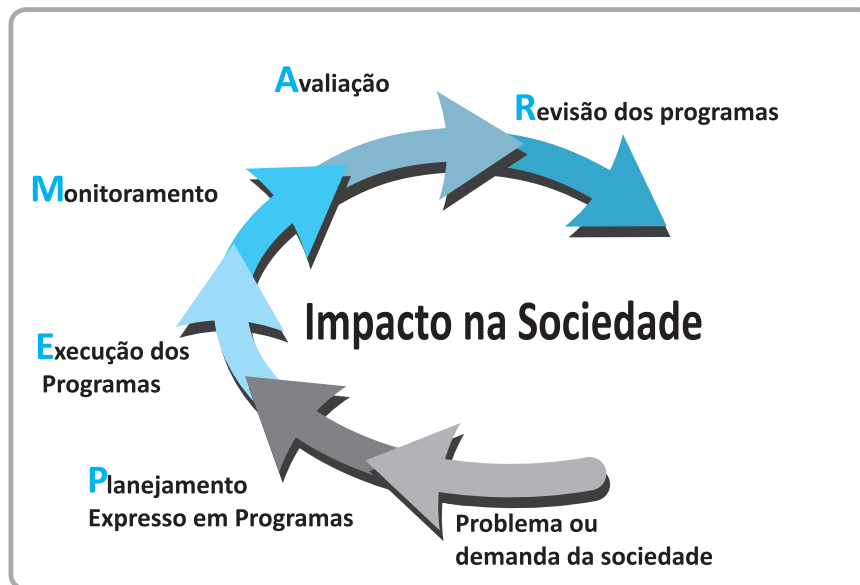 Avaliação
Revisão dos programas
Monitoramento
Impacto na Sociedade
Execução dos
Programas
Planejamento
Expresso em Programas
Problema ou
demanda da sociedade